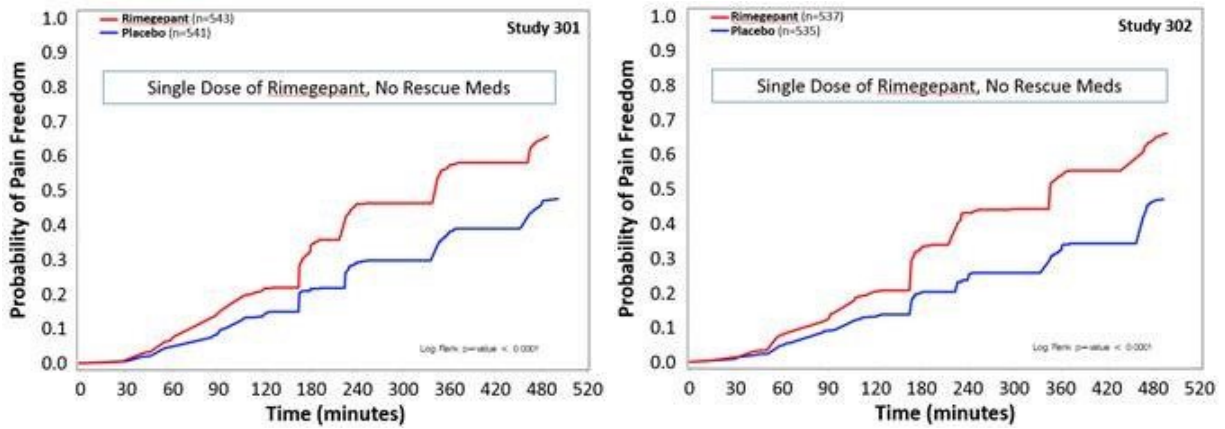 Rimegepant (n=543)
Placebo (n=541)
Study 301
Single Dose of Rimegepant, No Rescue Meds
Probability of Pain Freedom
1.0
0.9
0.8
0.7
0.6
0.5
0.4
0.3
0.2
0.1
0.0
Log Rank p-value < 0.0001
0 30 60 90 120 180 240 300 360 420 480 520
Time (minutes)
Rimegepant (n=537)
Placebo (n=535)
Study 302
Single Dose of Rimegepant, No Rescue Meds
Probability of Pain Freedom
1.0
0.9
0.8
0.7
0.6
0.5
0.4
0.3
0.2
0.1
0.0
Log Rank p-value < 0.0001
0 30 60 90 120 180 240 300 360 420 480 520
Time (minutes)